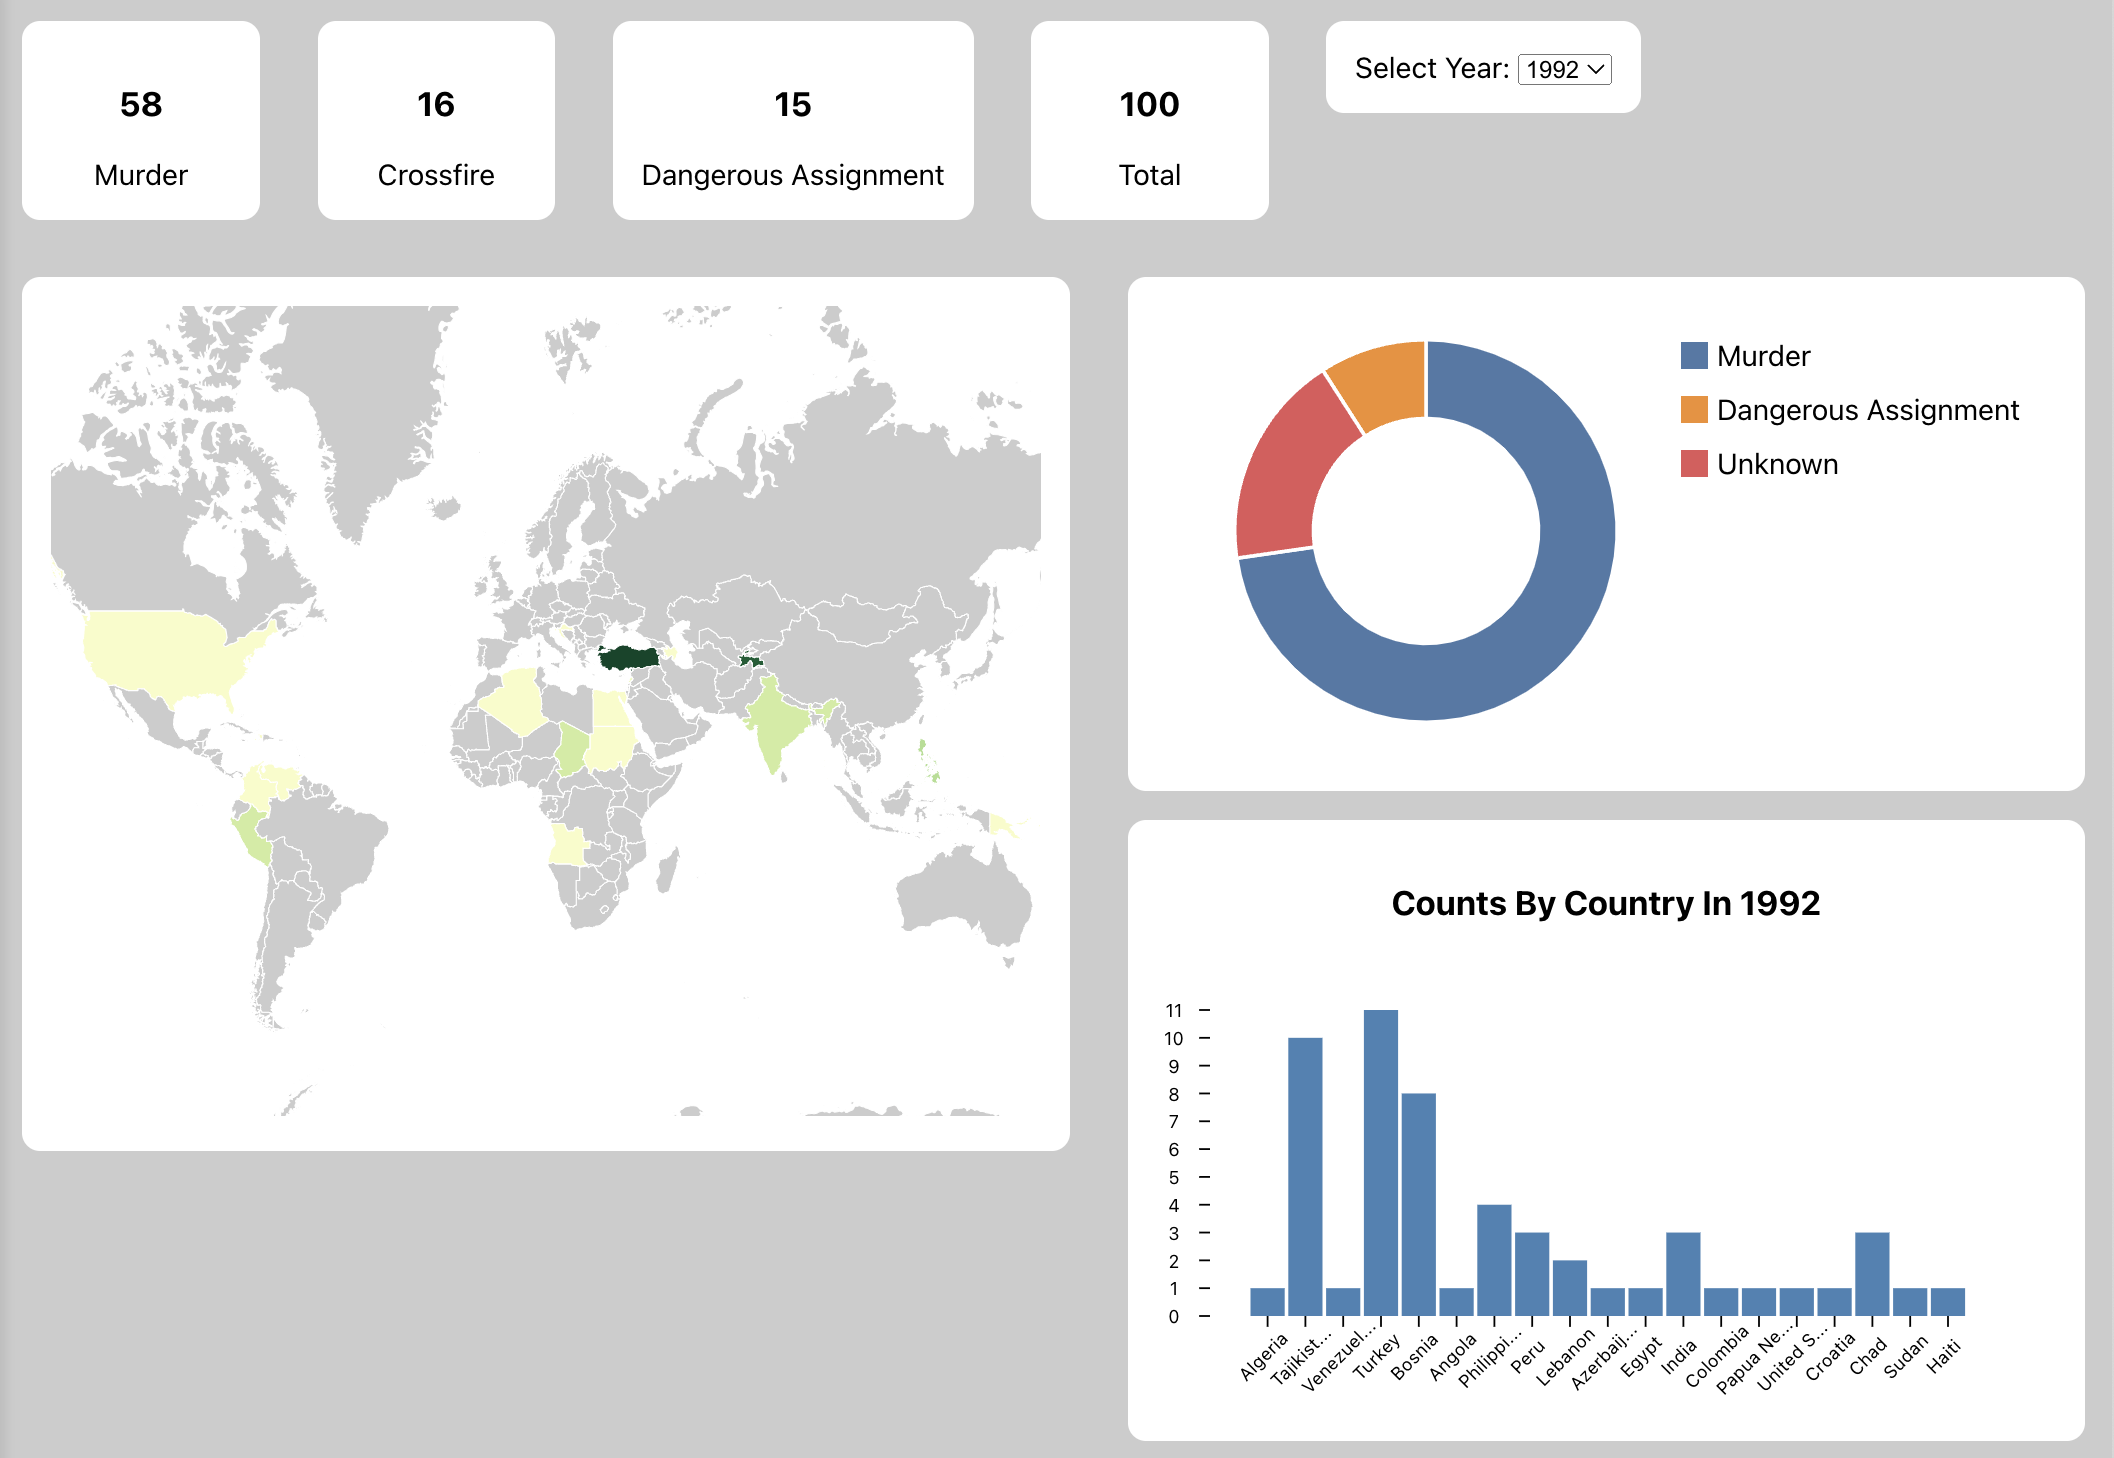 58
Murder
16
Crossfire
15
Dangerous Assignment
100
Total
Select Year: 1992
Murder
Dangerous Assignment
Unknown
Counts By Country In 1992
11
10
9
8
7
6
5
4
3
2
1
0
Algeria
Tajikist...
Venezuel...
Turkey
Bosnia
Angola
Philippi...
Peru
Lebanon
Azerbaij...
Egypt
India
Colombia
Papua Ne...
United S...
Croatia
Chad
Sudan
Haiti